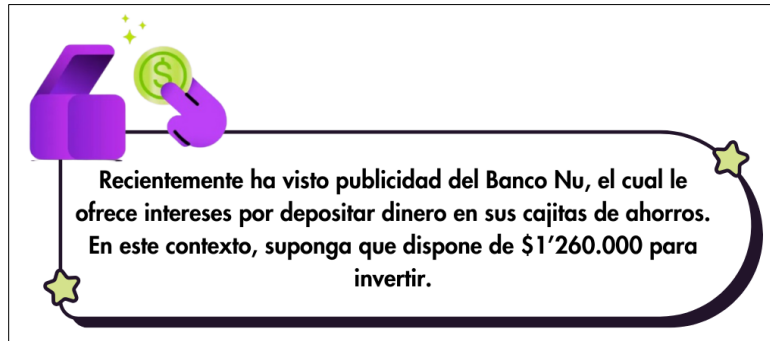 $
Recientemente ha visto publicidad del Banco Nu, el cual le
ofrece intereses por depositar dinero en sus cajitas de ahorros.
En este contexto, suponga que dispone de $1’260.000 para
invertir.